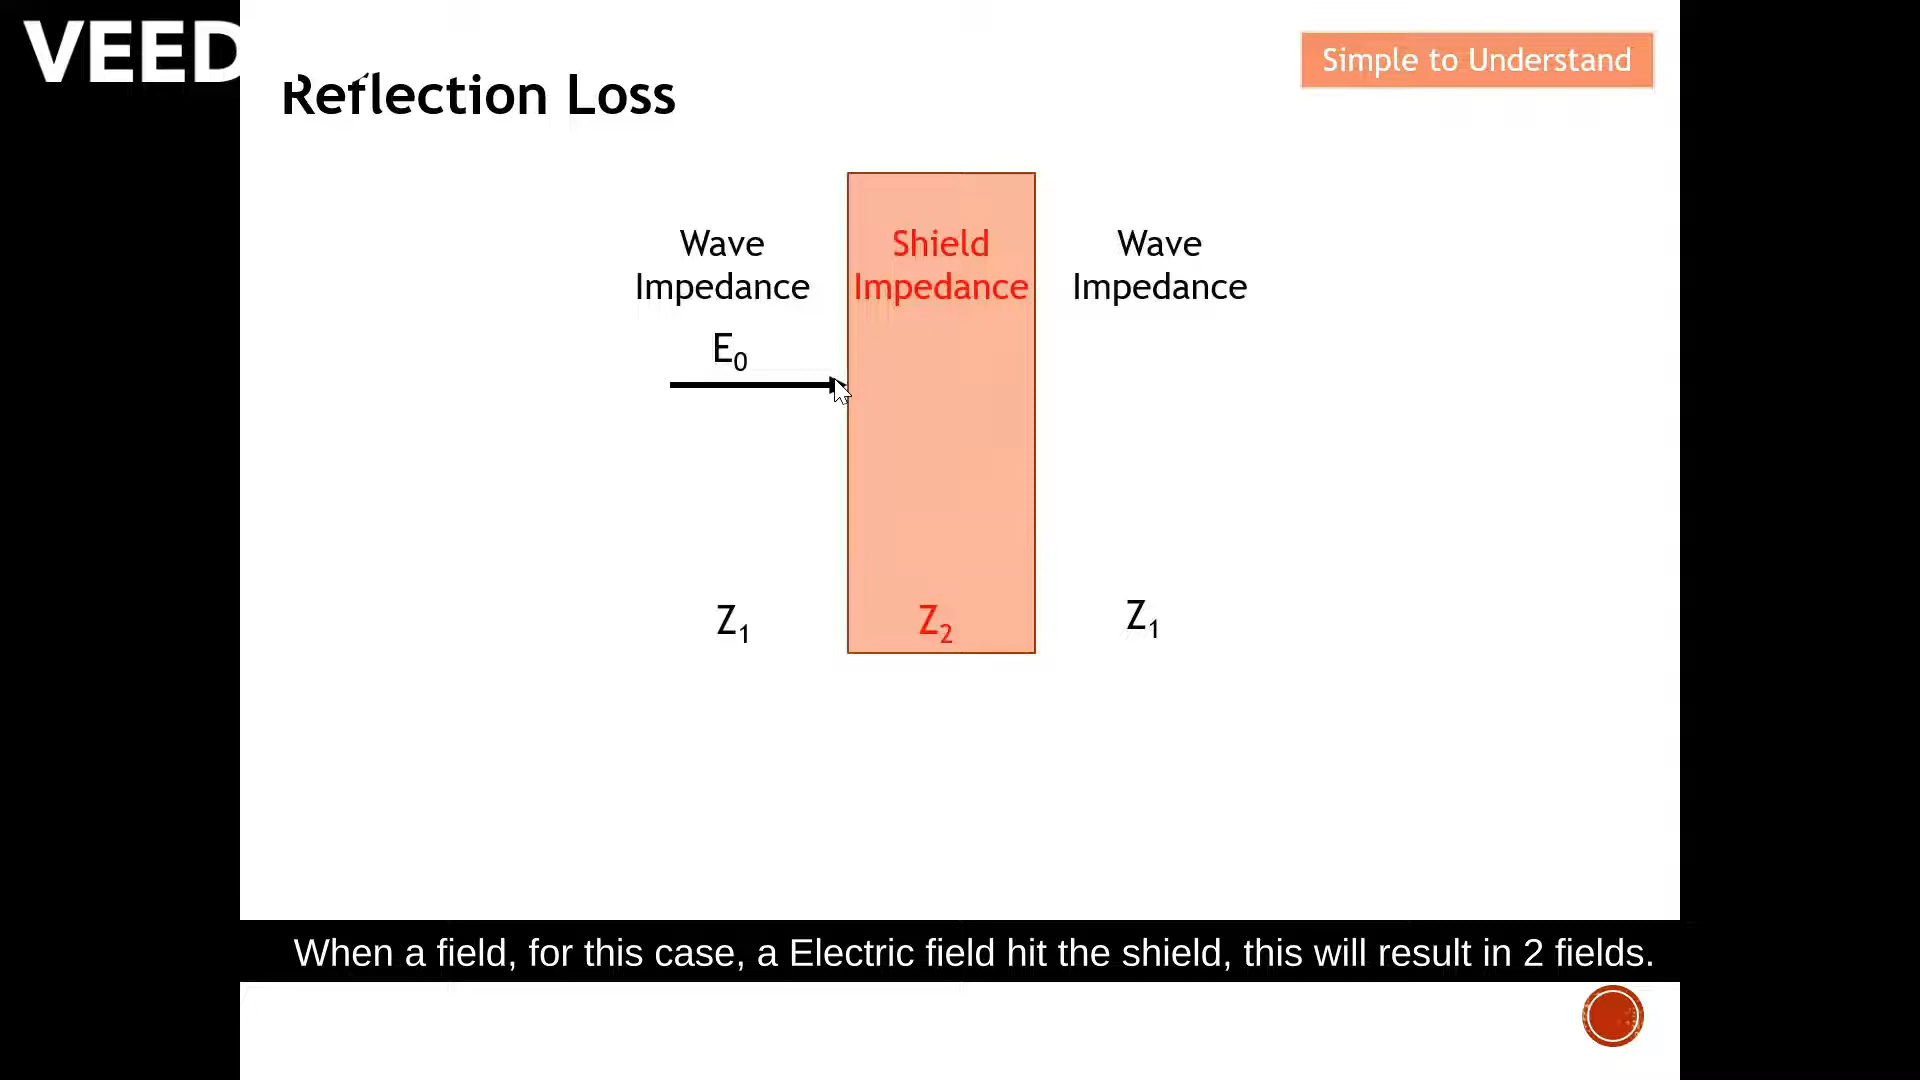 VEED
Simple to Understand
Reflection Loss
Wave
Impedance
Shield
Impedance
Wave
Impedance
E₀
Z₁
Z₂
Z₁
When a field, for this case, a Electric field hit the shield, this will result in 2 fields.